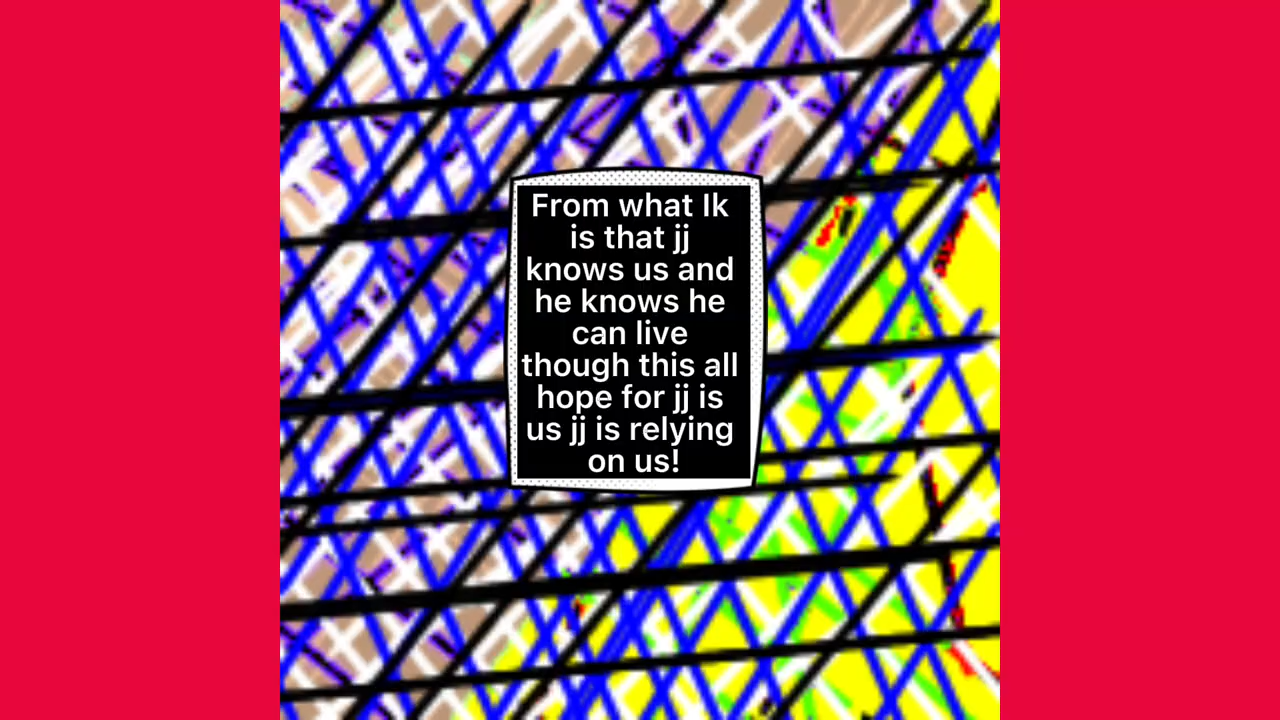 From what Ik
is that jj
knows us and
he knows he
can live
though this all
hope for jj is
us jj is relying
on us!